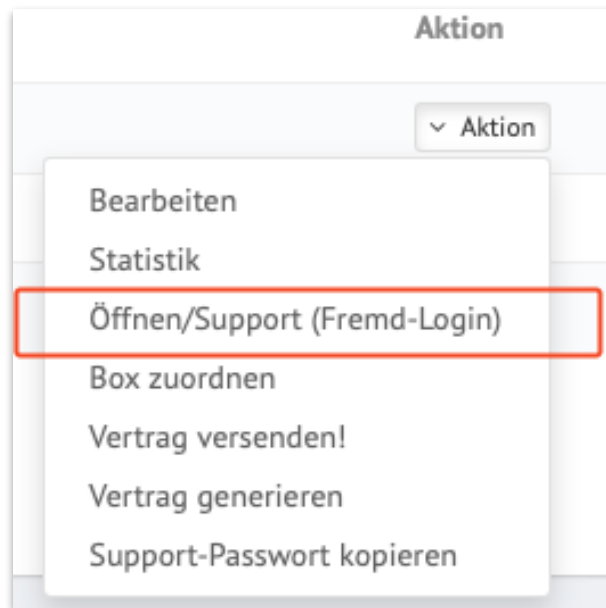 Aktion
Aktion
Bearbeiten
Statistik
Öffnen/Support (Fremd-Login)
Box zuordnen
Vertrag versenden!
Vertrag generieren
Support-Passwort kopieren